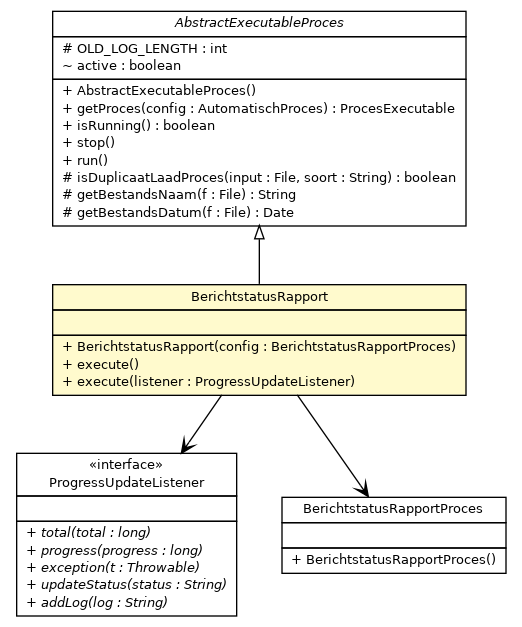 AbstractExecutableProces
# OLD_LOG_LENGTH : int
~ active : boolean
+ AbstractExecutableProces()
+ getProces(config : AutomatischProces) : ProcesExecutable
+ isRunning() : boolean
+ stop()
+ run()
# isDuplicaatLaadProces(input : File, soort : String) : boolean
# getBestandsNaam(f : File) : String
# getBestandsDatum(f : File) : Date
BerichtstatusRapport
+ BerichtstatusRapport(config : BerichtstatusRapportProces)
+ execute()
+ execute(listener : ProgressUpdateListener)
«interface»
ProgressUpdateListener
+ total(total : long)
+ progress(progress : long)
+ exception(t : Throwable)
+ updateStatus(status : String)
+ addLog(log : String)
BerichtstatusRapportProces
+ BerichtstatusRapportProces()